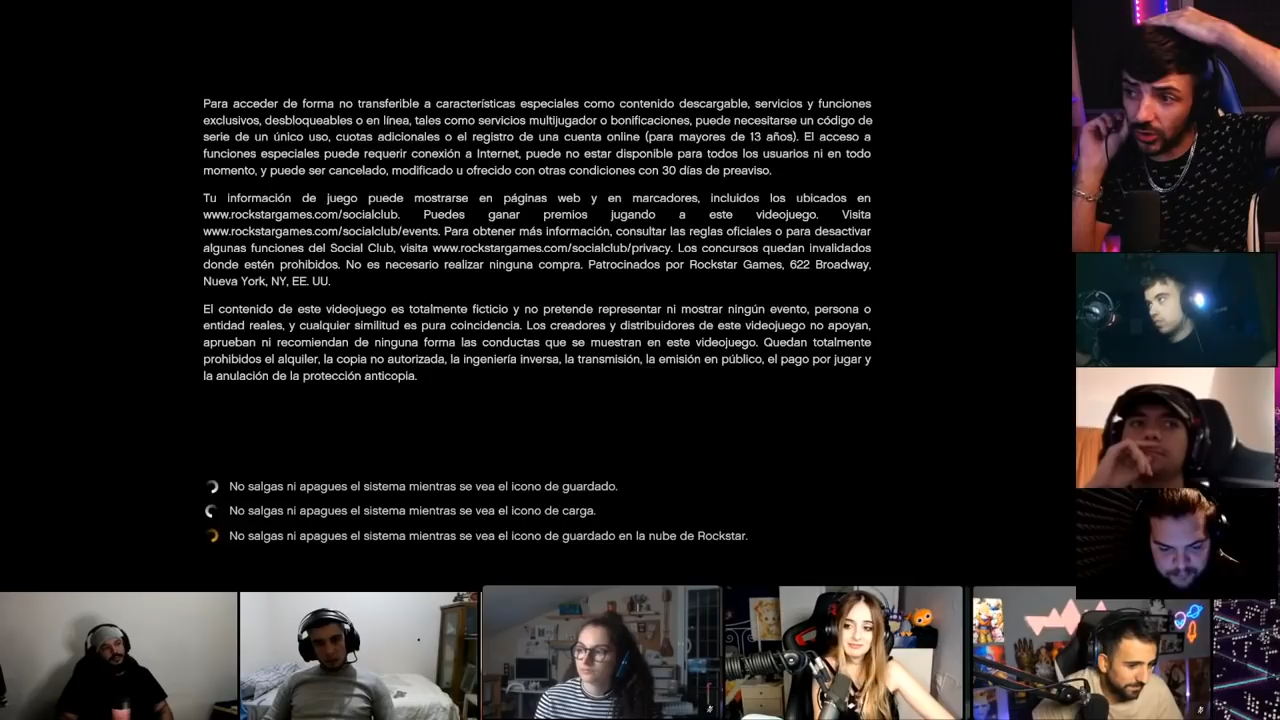 Para acceder de forma no transferible a características especiales como contenido descargable, servicios y funciones
exclusivos, desbloqueables o en línea, tales como servicios multijugador o bonificaciones, puede necesitarse un código de
serie de un único uso, cuotas adicionales o el registro de una cuenta online (para mayores de 13 años). El acceso a
funciones especiales puede requerir conexión a Internet, puede no estar disponible para todos los usuarios ni en todo
momento, y puede ser cancelado, modificado u ofrecido con otras condiciones con 30 días de preaviso.
Tu información de juego puede mostrarse en páginas web y en marcadores, incluidos los ubicados en
www.rockstargames.com/socialclub. Puedes ganar premios jugando a este videojuego. Visita
www.rockstargames.com/socialclub/events. Para obtener más información, consultar las reglas oficiales o para desactivar
algunas funciones del Social Club, visita www.rockstargames.com/socialclub/privacy. Los concursos quedan invalidados
donde estén prohibidos. No es necesario realizar ninguna compra. Patrocinados por Rockstar Games, 622 Broadway,
Nueva York, NY, EE. UU.
El contenido de este videojuego es totalmente ficticio y no pretende representar ni mostrar ningún evento, persona o
entidad reales, y cualquier similitud es pura coincidencia. Los creadores y distribuidores de este videojuego no apoyan,
aprueban ni recomiendan de ninguna forma las conductas que se muestran en este videojuego. Quedan totalmente
prohibidos el alquiler, la copia no autorizada, la ingeniería inversa, la transmisión, la emisión en público, el pago por jugar y
la anulación de la protección anticopia.
No salgas ni apagues el sistema mientras se vea el icono de guardado.
No salgas ni apagues el sistema mientras se vea el icono de carga.
No salgas ni apagues el sistema mientras se vea el icono de guardado en la nube de Rockstar.